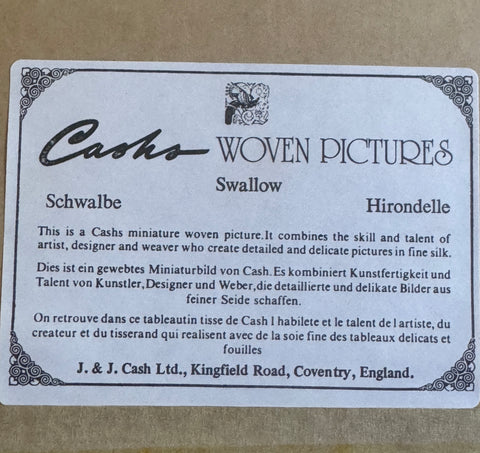 Cashs WOVEN PICTURES
Swallow
Schwalbe Hirondelle
This is a Cashs miniature woven picture.It combines the skill and talent of
artist, designer and weaver who create detailed and delicate pictures in fine silk.
Dies ist ein gewebtes Miniaturbild von Cash.Es kombiniert Kunstfertigkeit und
Talent von Kunstler,Designer und Weber,die detaillierte und delikate Bilder aus
feiner Seide schaffen.
On retrouve dans ce tableautin tisse de Cash l habilete et le talent de l artiste, du
createur et du tisserand qui realisent avec de la soie fine des tableaux delicats et
fouilles
J. & J. Cash Ltd., Kingfield Road, Coventry, England.